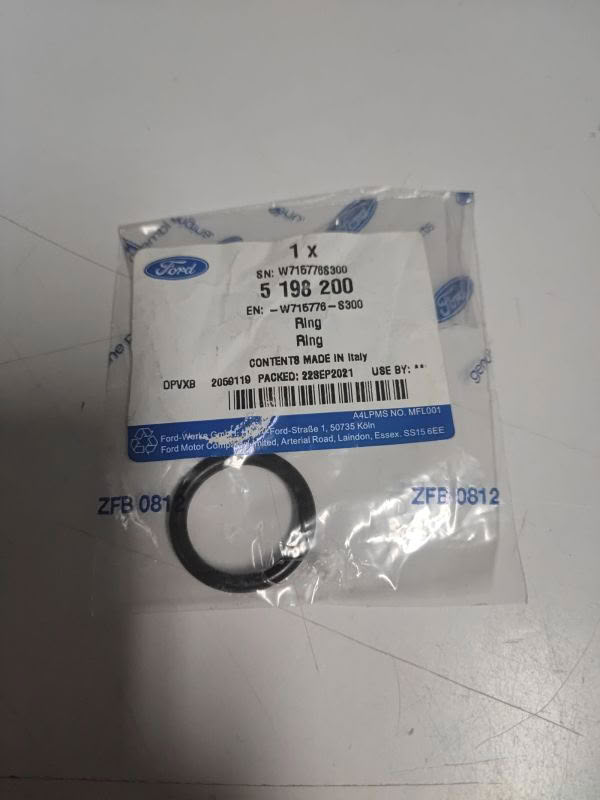 Ford
1 x
SN: W715776S300
5 198 200
EN: -W715776-S300
Ring
Ring
CONTENTS MADE IN Italy
DPVXB 2059119 PACKED: 22SEP2021 USE BY: **
A4LPMS NO. MFL001
Ford-Werke GmbH, Henry-Ford-Straße 1, 50735 Köln
Ford Motor Company Limited, Arterial Road, Laindon, Essex. SS15 6EE
ZFB 0812 ZFB 0812